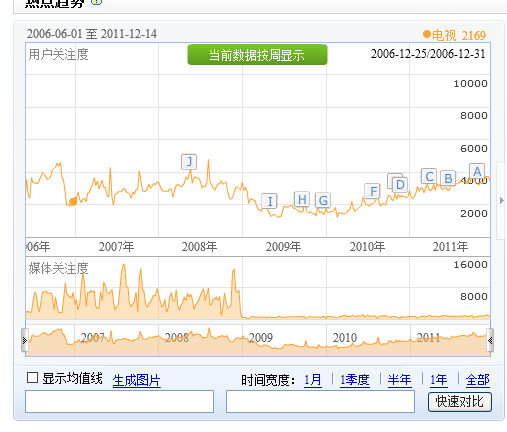 热点趋势
2006-06-01 至 2011-12-14
电视 2169
用户关注度
当前数据按周显示
2006-12-25/2006-12-31
10000
8000
6000
4000
2000
J
I
H
G
F
D
C
B
A
06年
2007年
2008年
2009年
2010年
2011年
媒体关注度
16000
8000
2007
2008
2009
2010
2011
显示均值线 生成图片 时间宽度: 1月 | 1季度 | 半年 | 1年 | 全部
快速对比